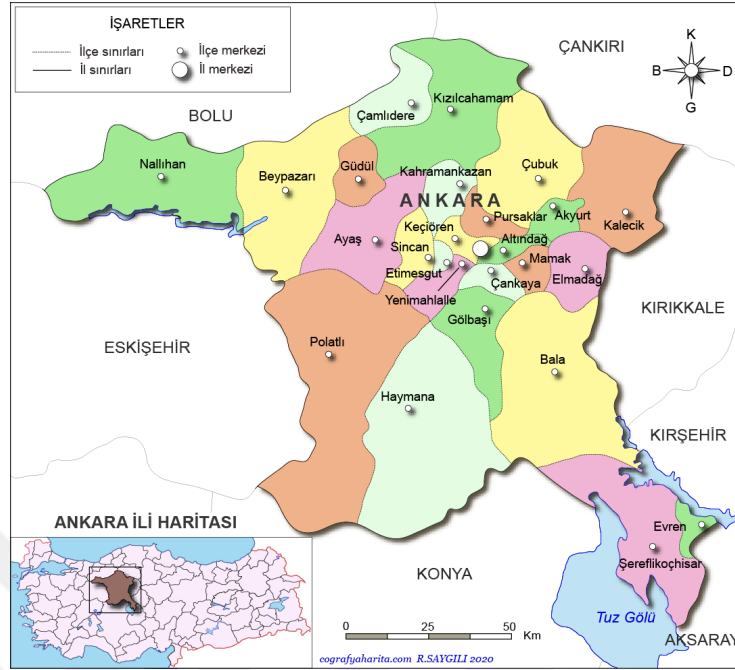 İŞARETLER
İlçe sınırları
İlçe merkezi
İl sınırları
İl merkezi
K
B
D
G
ÇANKIRI
BOLU
Kızılcahamam
Çamlıdere
Nallıhan
Beypazarı
Güdül
Kahramankazan
Çubuk
ANKARA
Pursaklar
Akyurt
Kalecik
Ayaş
Keçiören
Sincan
Altındağ
Etimesgut
Mamak
Çankaya
Elmadağ
Yenimahlalle
Gölbaşı
KIRIKKALE
ESKİŞEHİR
Polatlı
Bala
Haymana
KIRŞEHİR
ANKARA İLİ HARİTASI
Evren
Şereflikoçhisar
KONYA
Tuz Gölü
0 25 50 Km
AKSARAY
cografyaharita.com R.SAYGILI 2020